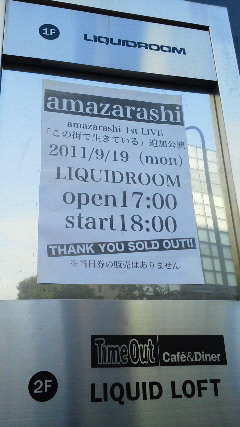 1F
LIQUIDROOM
amazarashi
amazarashi 1st LIVE
「この街で生きている」追加公演
2011/9/19（mon）
LIQUIDROOM
open17:00
start18:00
THANK YOU SOLD OUT!!
※当日券の販売はありません
TimeOut Café&Diner
2F
LIQUID LOFT